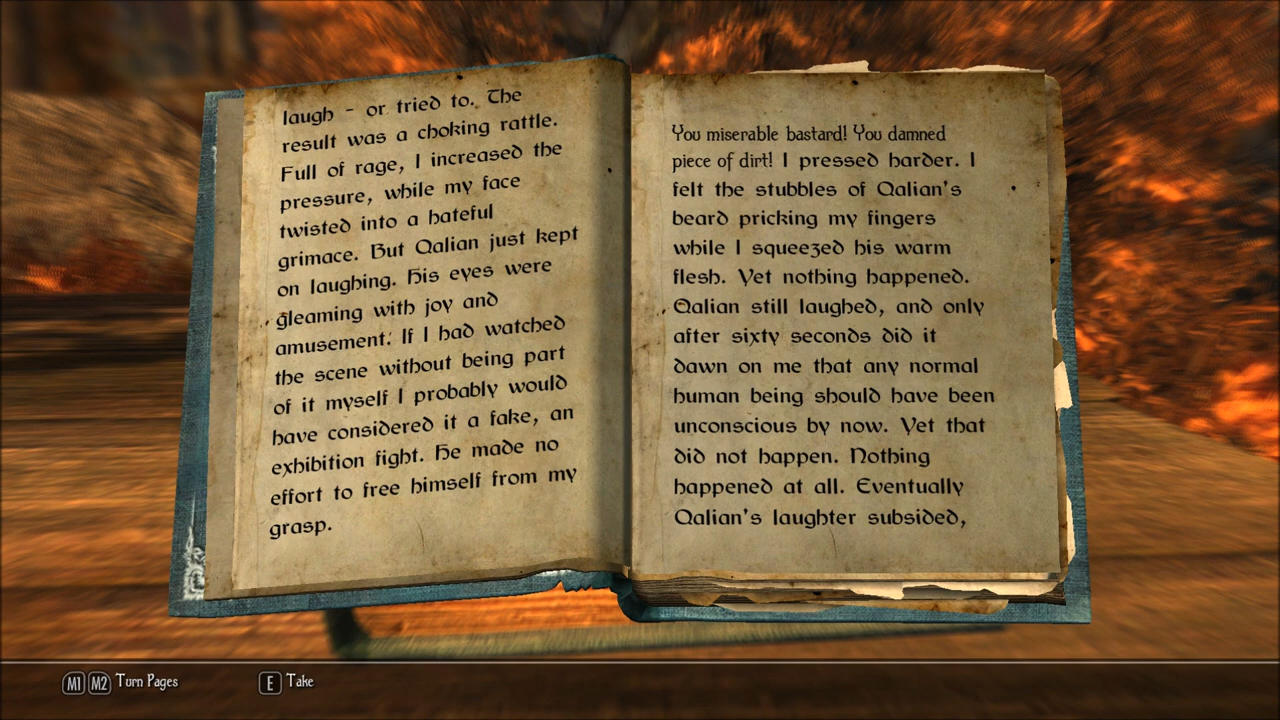 laugh - or tried to. The
result was a choking rattle.
Full of rage, I increased the
pressure, while my face
twisted into a hateful
grimace. But Qalian just kept
on laughing. His eyes were
gleaming with joy and
amusement. If I had watched
the scene without being part
of it myself I probably would
have considered it a fake, an
exhibition fight. He made no
effort to free himself from my
grasp.
You miserable bastard! You damned
piece of dirt! I pressed harder. I
felt the stubbles of Qalian's
beard pricking my fingers
while I squeezed his warm
flesh. Yet nothing happened.
Qalian still laughed, and only
after sixty seconds did it
dawn on me that any normal
human being should have been
unconscious by now. Yet that
did not happen. Nothing
happened at all. Eventually
Qalian's laughter subsided,
M1 M2 Turn Pages
E Take